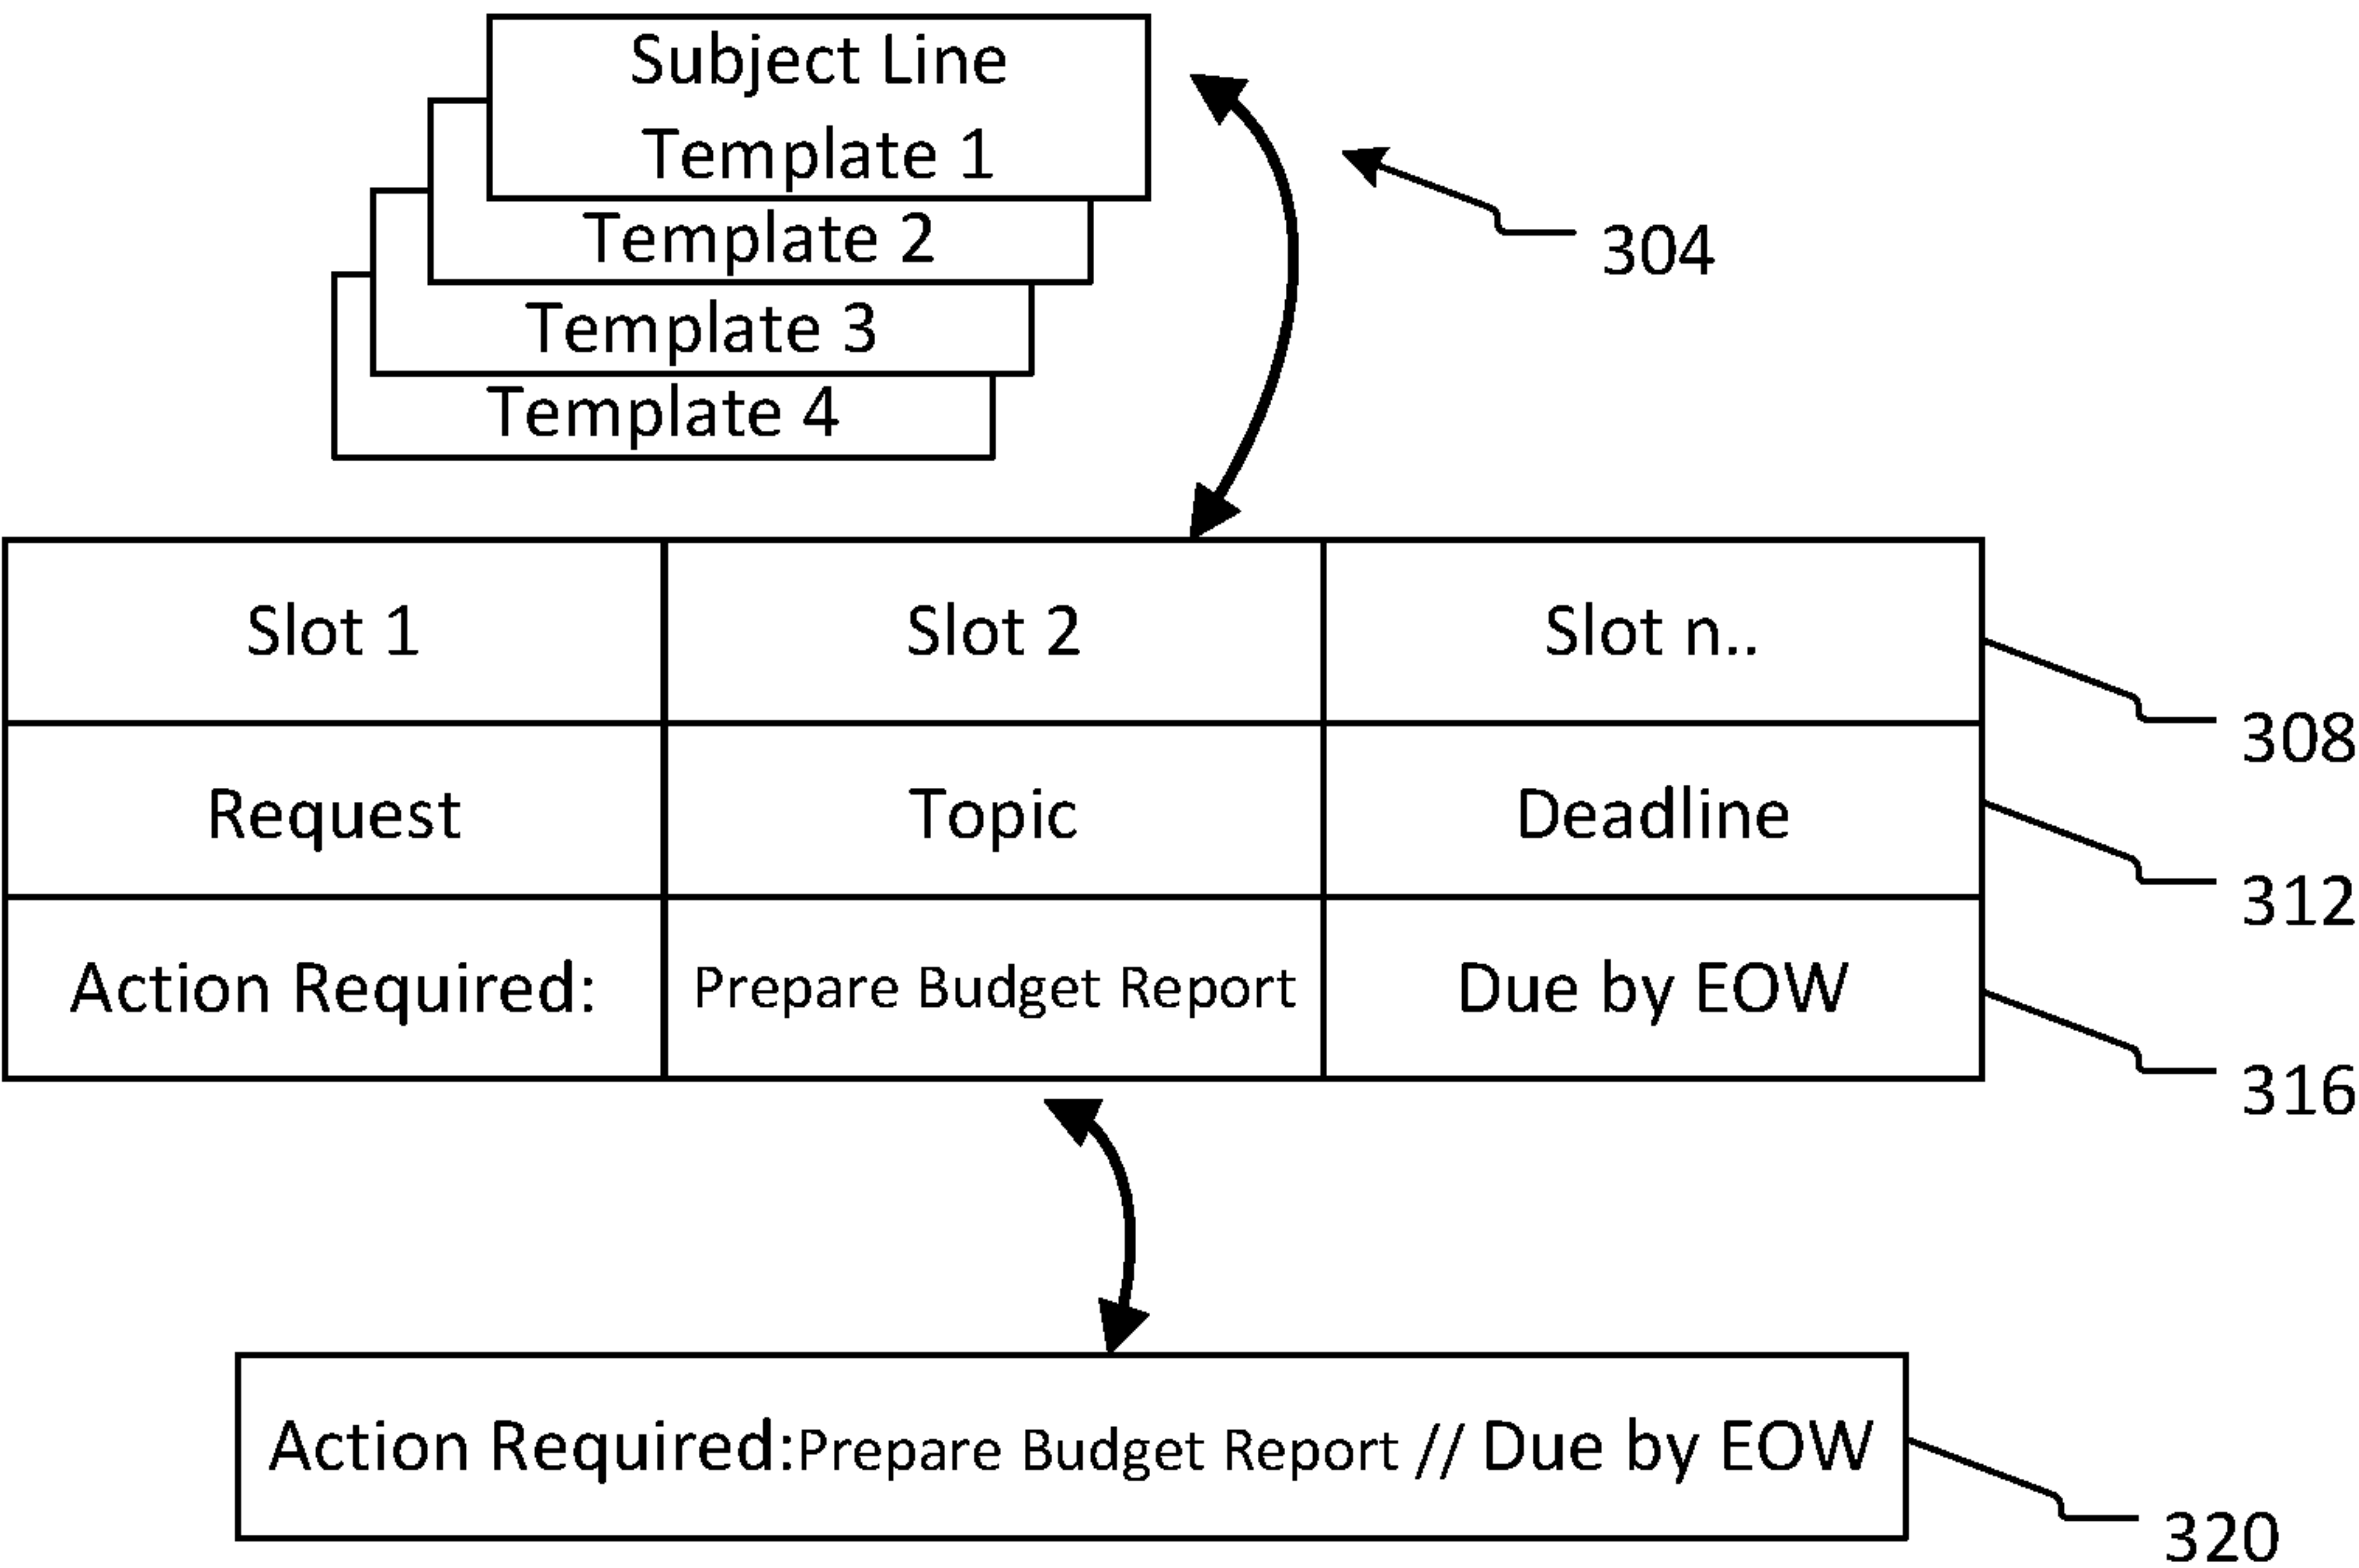 Subject Line
Template 1
Template 2
Template 3
Template 4
304
Slot 1 Slot 2 Slot n..
308
Request Topic Deadline
312
Action Required: Prepare Budget Report Due by EOW
316
Action Required:Prepare Budget Report // Due by EOW
320